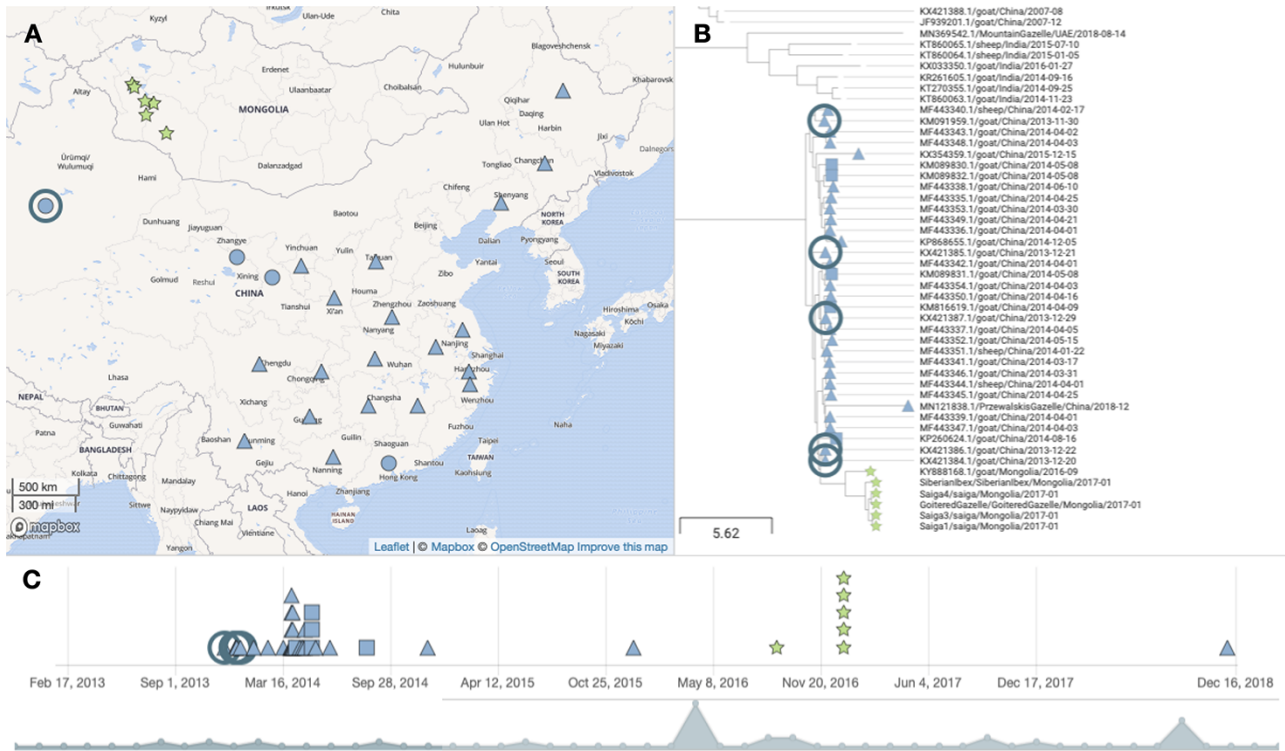 A
Kyzyl
Irkutsk
Ulan-Ude
Chita
Blagoveshchensk
Hulunbuir
Khabarovsk
Erdenet
Ulaanbaatar
Choibalsan
Altay
MONGOLIA
Qiqihar
Daqing
Ulan Hot
Harbin
Jixi
Dalnegors
Ürümqi/
Wulumuqi
Dalanzadgad
Tongliao
Changchun
Vladivostok
Hami
Chifeng
Shenyang
Dunhuang
Jiayuguan
Baotou
Beijing
NORTH
KOREA
Zhangye
Yinchuan
Yulin
Taiyuan
Dalian
Pyongyang
Golmud
Reshui
Xining
Yantai
Seoul
Zibo
SOUTH
KOREA
CHINA
Tianshui
Houma
Xi'an
Zhengzhou
Zaozhuang
Hiroshima
Osaka
Kōchi
Nanyang
Nagasaki
Miyazaki
Nanjing
Shanghai
Chengdu
Wuhan
Hangzhou
Lhasa
Chongqing
NEPAL
Xichang
Changsha
Wenzhou
BHUTAN
Guwahati
Patna
Baoshan
Kunming
Guilin
Fuzhou
Naha
BANGLADESH
Shaoguan
Taipei
Kolkata
Chittagong
Gejiu
Nanning
Shantou
TAIWAN
Kaohsiung
Mandalay
Hong Kong
500 km
Hanoi
Zhanjiang
300 mi
Sittwe
Naypyidaw
LAOS
HAINAN
ISLAND
mapbox
Chiang Mai
Vientiane
Laoag
Yangon
Leaflet | © Mapbox © OpenStreetMap Improve this map
B
KX421388.1/goat/China/2007-08
JF939201.1/goat/China/2007-12
MN369542.1/MountainGazelle/UAE/2018-08-14
KT860065.1/sheep/India/2015-07-10
KT860064.1/sheep/India/2015-01-05
KX033350.1/goat/India/2016-01-27
KR261605.1/goat/India/2014-09-16
KT270355.1/goat/India/2014-09-25
KT860063.1/goat/India/2014-11-23
MF443340.1/sheep/China/2014-02-17
KM091959.1/goat/China/2013-11-30
MF443343.1/goat/China/2014-04-02
MF443348.1/goat/China/2014-04-03
KX354359.1/goat/China/2015-12-15
KM089830.1/goat/China/2014-05-08
KM089832.1/goat/China/2014-05-08
MF443338.1/goat/China/2014-06-10
MF443335.1/goat/China/2014-04-25
MF443353.1/goat/China/2014-03-30
MF443349.1/goat/China/2014-04-21
MF443336.1/goat/China/2014-04-01
KP868655.1/goat/China/2014-12-05
KX421385.1/goat/China/2013-12-21
MF443342.1/goat/China/2014-04-01
KM089831.1/goat/China/2014-05-08
MF443354.1/goat/China/2014-04-03
MF443350.1/goat/China/2014-04-16
KM816619.1/goat/China/2014-04-09
KX421387.1/goat/China/2013-12-29
MF443337.1/goat/China/2014-04-05
MF443352.1/goat/China/2014-05-15
MF443351.1/sheep/China/2014-01-22
MF443341.1/goat/China/2014-03-17
MF443346.1/goat/China/2014-03-31
MF443344.1/sheep/China/2014-04-01
MF443345.1/goat/China/2014-04-25
MN121838.1/PrzewalskisGazelle/China/2018-12
MF443339.1/goat/China/2014-04-01
MF443347.1/goat/China/2014-04-03
KP260624.1/goat/China/2014-08-16
KX421386.1/goat/China/2013-12-22
KX421384.1/goat/China/2013-12-20
KY888168.1/goat/Mongolia/2016-09
SiberianIbex/SiberianIbex/Mongolia/2017-01
Saiga4/saiga/Mongolia/2017-01
GoiteredGazelle/GoiteredGazelle/Mongolia/2017-01
Saiga3/saiga/Mongolia/2017-01
Saiga1/saiga/Mongolia/2017-01
5.62
C
Feb 17, 2013
Sep 1, 2013
Mar 16, 2014
Sep 28, 2014
Apr 12, 2015
Oct 25, 2015
May 8, 2016
Nov 20, 2016
Jun 4, 2017
Dec 17, 2017
Dec 16, 2018